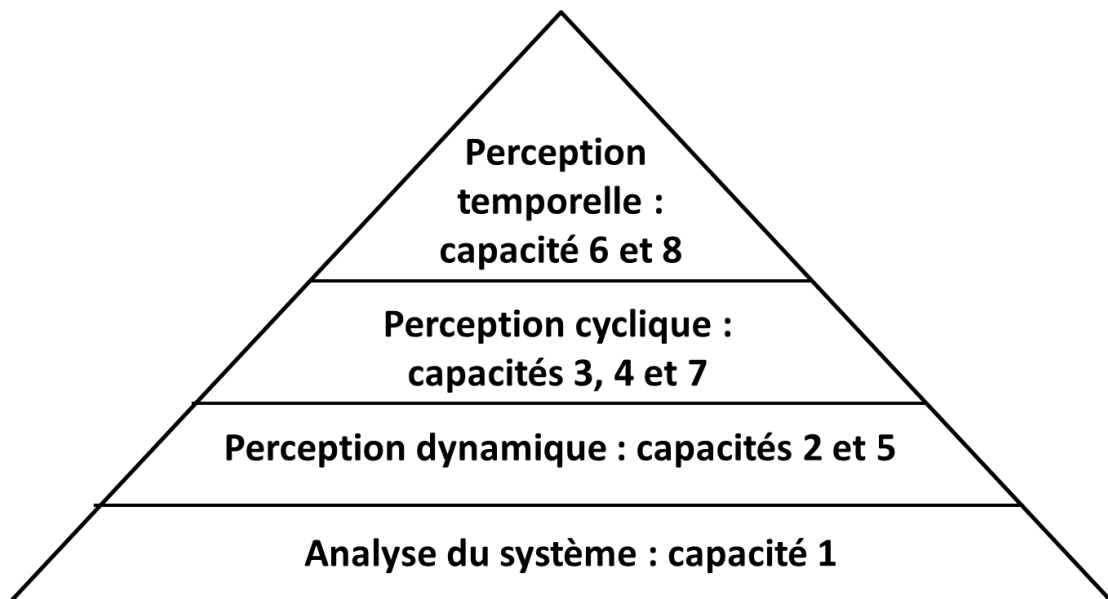 Perception
temporelle :
capacité 6 et 8
Perception cyclique :
capacités 3, 4 et 7
Perception dynamique : capacités 2 et 5
Analyse du système : capacité 1